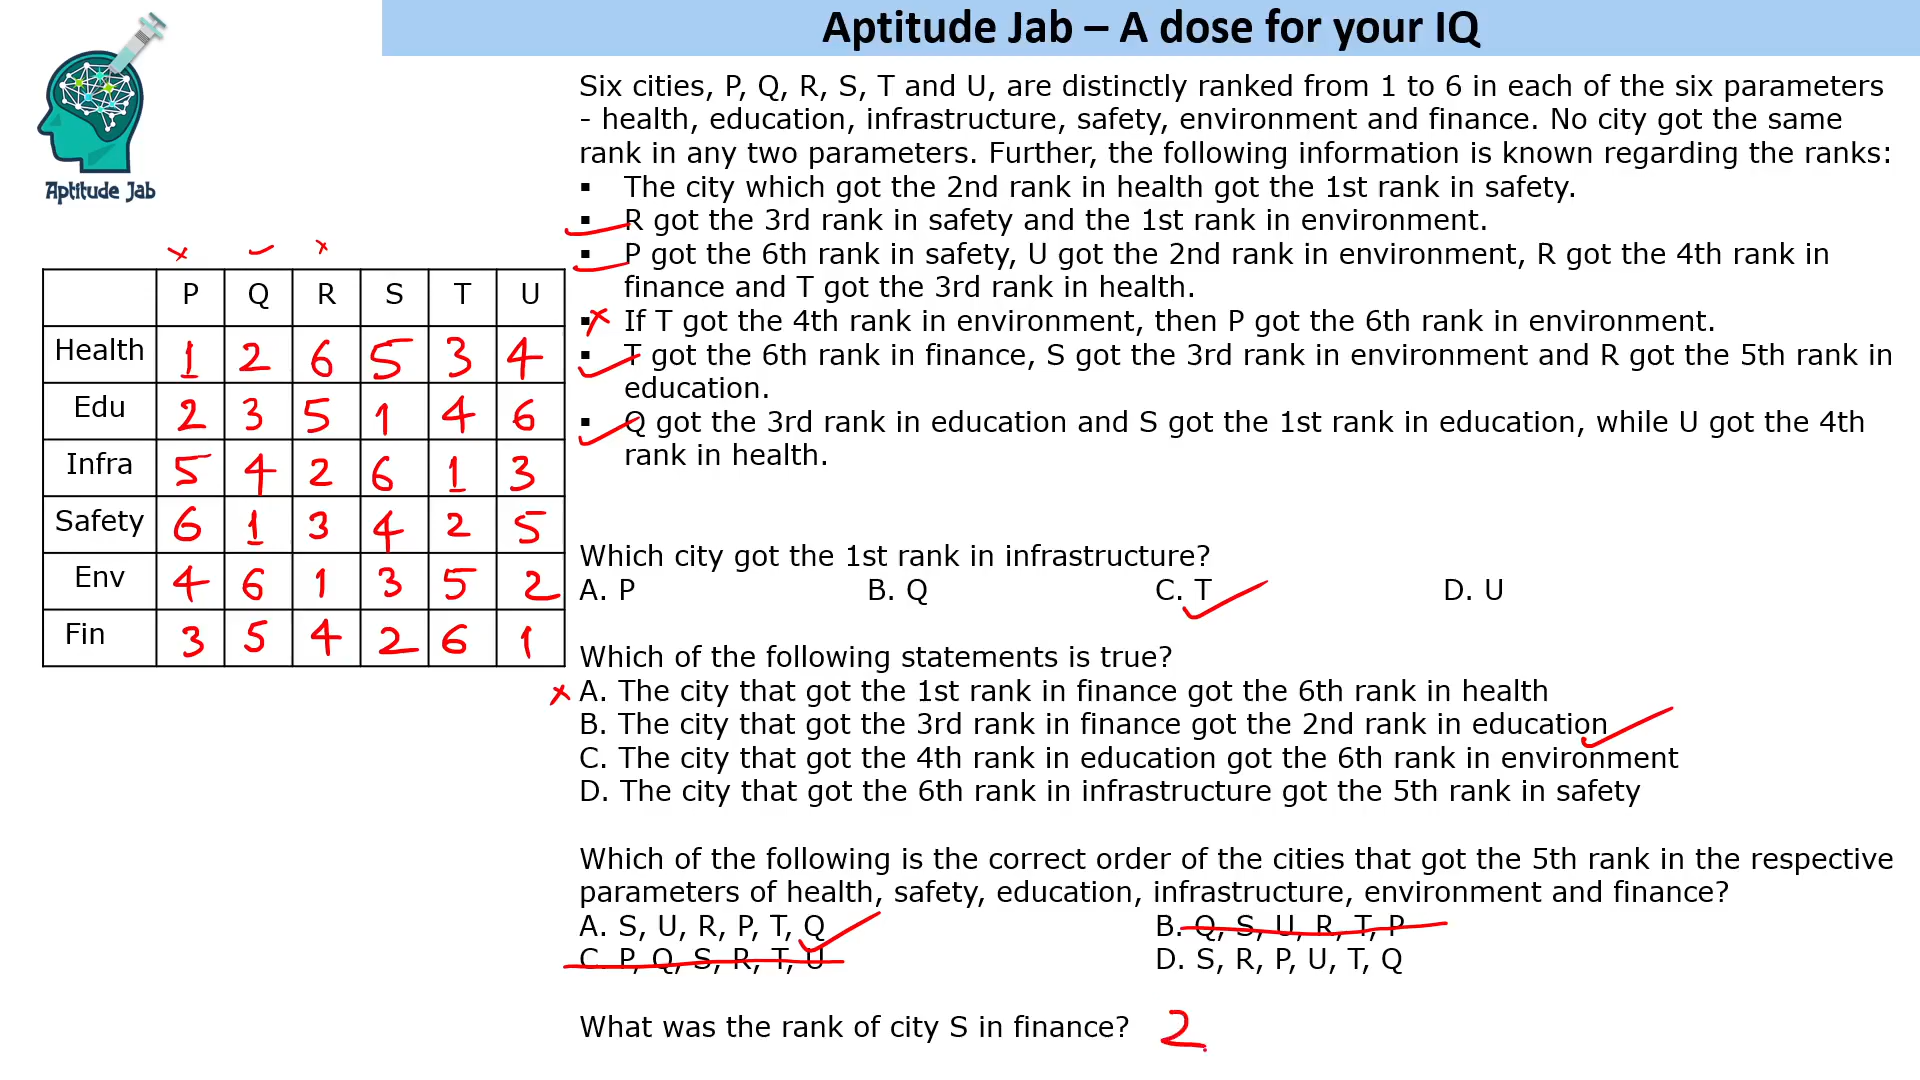 Aptitude Jab – A dose for your IQ
Aptitude Jab
Six cities, P, Q, R, S, T and U, are distinctly ranked from 1 to 6 in each of the six parameters
- health, education, infrastructure, safety, environment and finance. No city got the same
rank in any two parameters. Further, the following information is known regarding the ranks:
▪ The city which got the 2nd rank in health got the 1st rank in safety.
▪ R got the 3rd rank in safety and the 1st rank in environment.
▪ P got the 6th rank in safety, U got the 2nd rank in environment, R got the 4th rank in
finance and T got the 3rd rank in health.
▪ If T got the 4th rank in environment, then P got the 6th rank in environment.
▪ T got the 6th rank in finance, S got the 3rd rank in environment and R got the 5th rank in
education.
▪ Q got the 3rd rank in education and S got the 1st rank in education, while U got the 4th
rank in health.
P Q R S T U
Health 1 2 6 5 3 4
Edu 2 3 5 1 4 6
Infra 5 4 2 6 1 3
Safety 6 1 3 4 2 5
Env 4 6 1 3 5 2
Fin 3 5 4 2 6 1
Which city got the 1st rank in infrastructure?
A. P B. Q C. T D. U
Which of the following statements is true?
A. The city that got the 1st rank in finance got the 6th rank in health
B. The city that got the 3rd rank in finance got the 2nd rank in education
C. The city that got the 4th rank in education got the 6th rank in environment
D. The city that got the 6th rank in infrastructure got the 5th rank in safety
Which of the following is the correct order of the cities that got the 5th rank in the respective
parameters of health, safety, education, infrastructure, environment and finance?
A. S, U, R, P, T, Q B. Q, S, U, R, T, P
C. P, Q, S, R, T, U D. S, R, P, U, T, Q
What was the rank of city S in finance? 2